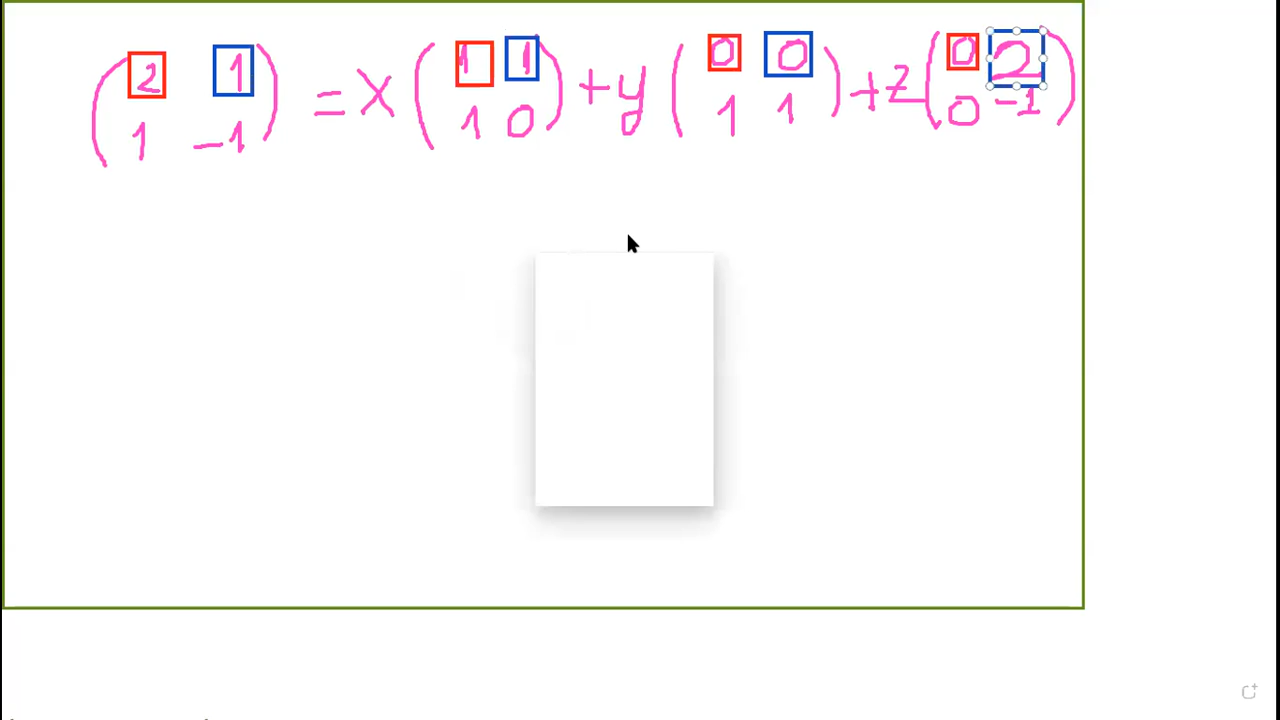 ( 2 1 ) = x ( 1 1 ) + y ( 0 0 ) + z ( 0 2 )
1 -1 1 0 1 1 0 -1